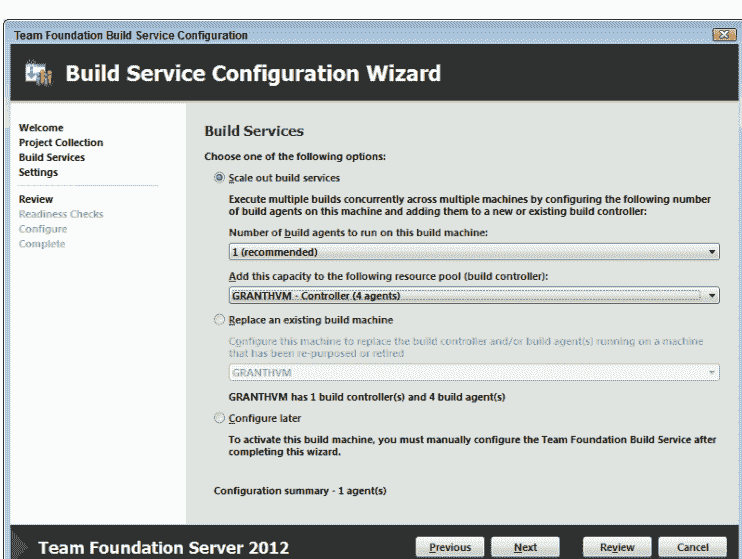 Team Foundation Build Service Configuration
Build Service Configuration Wizard
Welcome
Project Collection
Build Services
Settings
Review
Readiness Checks
Configure
Complete
Build Services
Choose one of the following options:
Scale out build services
Execute multiple builds concurrently across multiple machines by configuring the following number
of build agents on this machine and adding them to a new or existing build controller:
Number of build agents to run on this build machine:
1 (recommended)
Add this capacity to the following resource pool (build controller):
GRANTHVM - Controller (4 agents)
Replace an existing build machine
Configure this machine to replace the build controller and/or build agent(s) running on a machine
that has been re-purposed or retired
GRANTHVM
GRANTHVM has 1 build controller(s) and 4 build agent(s)
Configure later
To activate this build machine, you must manually configure the Team Foundation Build Service after
completing this wizard.
Configuration summary - 1 agent(s)
Team Foundation Server 2012
Previous
Next
Review
Cancel